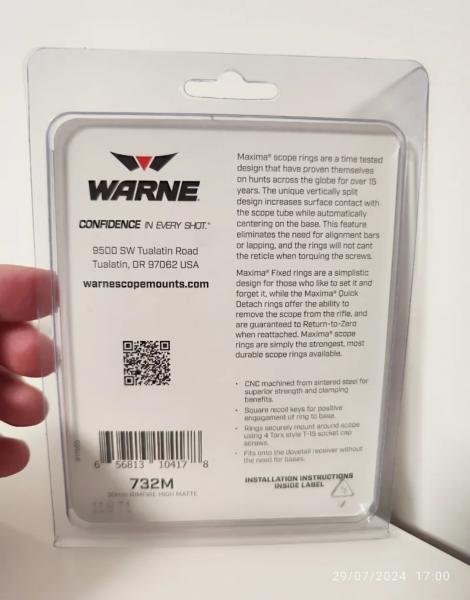 WARNE
CONFIDENCE IN EVERY SHOT.™
9500 SW Tualatin Road
Tualatin, OR 97062 USA
warnescopemounts.com
6 56813 10417 8
732M
30MM RIMFIRE HIGH MATTE
Maxima® scope rings are a time tested
design that have proven themselves
on hunts across the globe for over 15
years. The unique vertically split
design increases surface contact with
the scope tube while automatically
centering on the base. This feature
eliminates the need for alignment bars
or lapping, and the rings will not cant
the reticle when torquing the screws.
Maxima® Fixed rings are a simplistic
design for those who like to set it and
forget it, while the Maxima® Quick
Detach rings offer the ability to
remove the scope from the rifle, and
are guaranteed to Return-to-Zero
when reattached. Maxima® scope
rings are simply the strongest, most
durable scope rings available.
· CNC machined from sintered steel for
superior strength and clamping
benefits.
· Square recoil keys for positive
engagement of ring to base.
· Rings securely mount around scope
using 4 Torx style T-15 socket cap
screws.
· Fits onto the dovetail receiver without
the need for bases.
INSTALLATION INSTRUCTIONS
INSIDE LABEL
29/07/2024 17:00